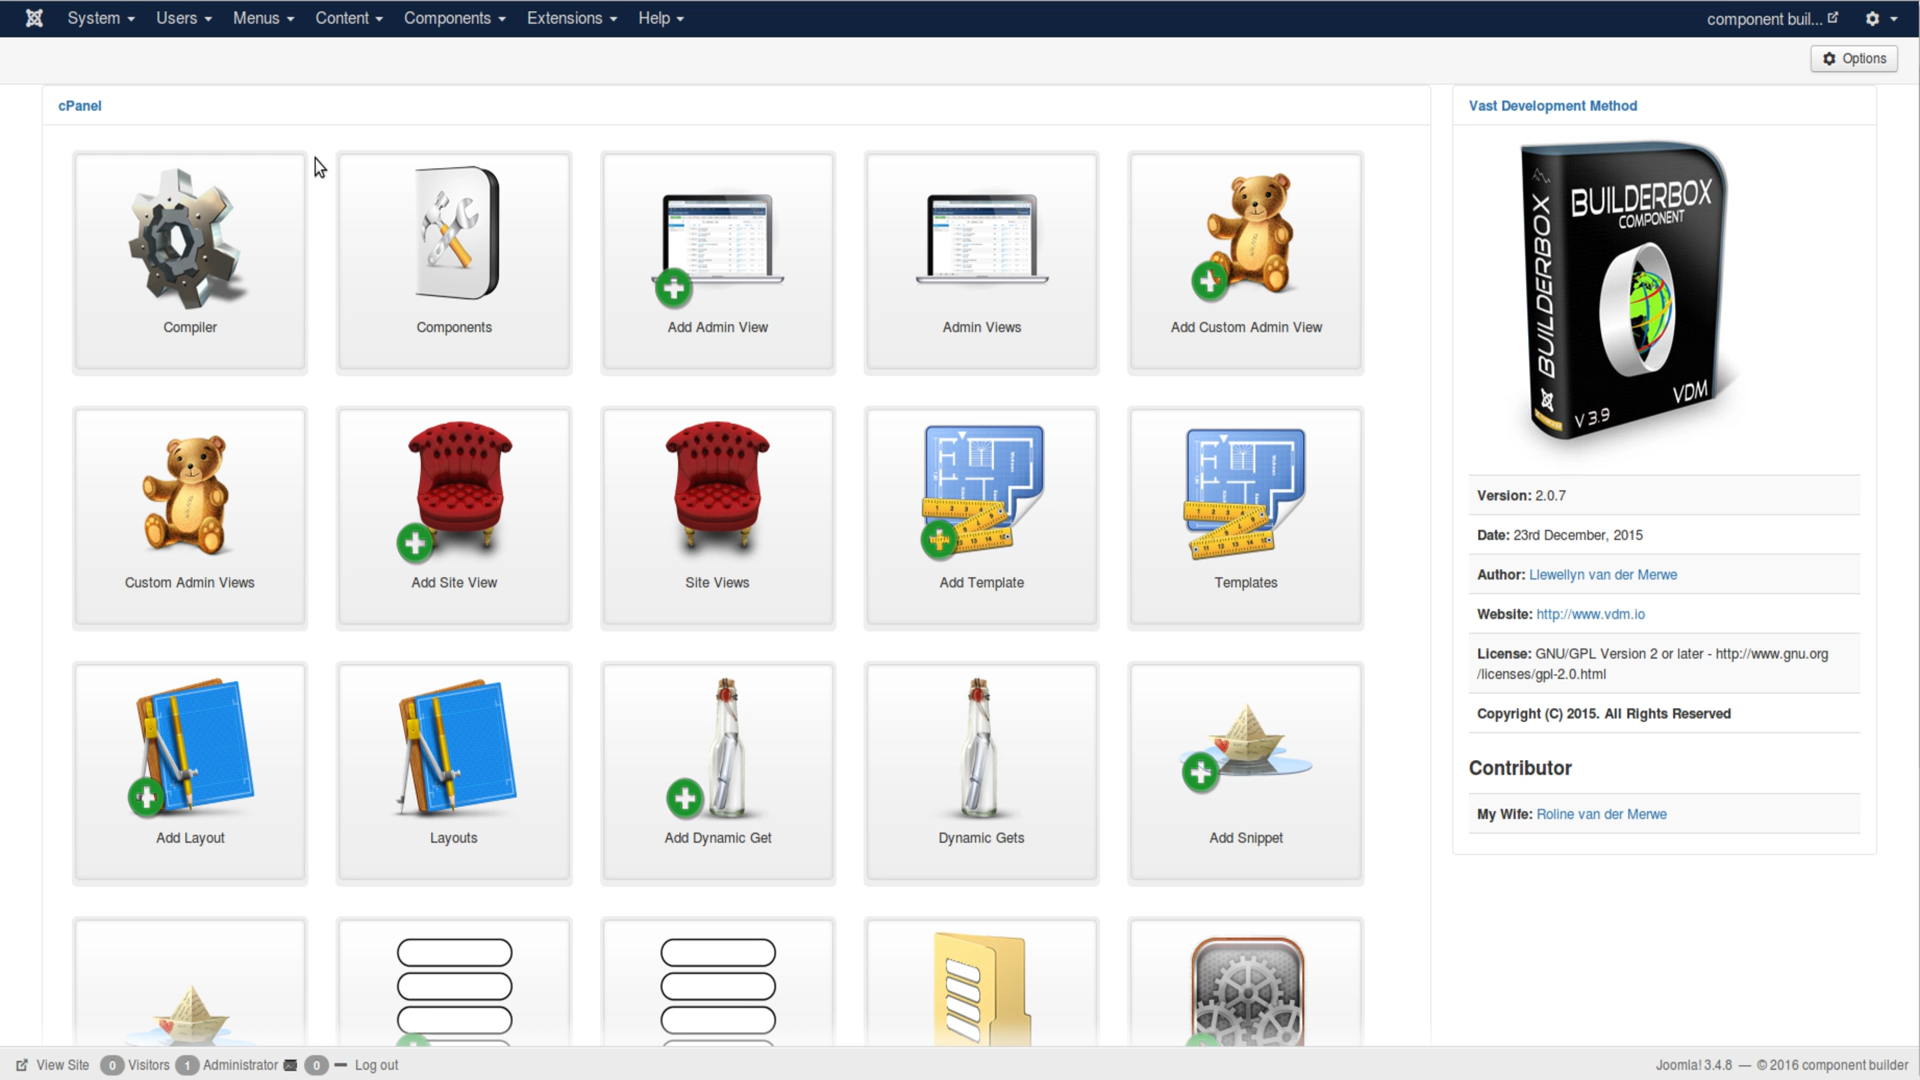 System Users Menus Content Components Extensions Help component buil...
Options
cPanel
Compiler
Components
Add Admin View
Admin Views
Add Custom Admin View
Custom Admin Views
Add Site View
Site Views
Add Template
Templates
Add Layout
Layouts
Add Dynamic Get
Dynamic Gets
Add Snippet
Vast Development Method
BUILDERBOX
BUILDERBOX
COMPONENT
VDM
V 3.9
Version: 2.0.7
Date: 23rd December, 2015
Author: Llewellyn van der Merwe
Website: http://www.vdm.io
License: GNU/GPL Version 2 or later - http://www.gnu.org
/licenses/gpl-2.0.html
Copyright (C) 2015. All Rights Reserved
Contributor
My Wife: Roline van der Merwe
View Site 0 Visitors 1 Administrator 0 Log out
Joomla! 3.4.8 — © 2016 component builder